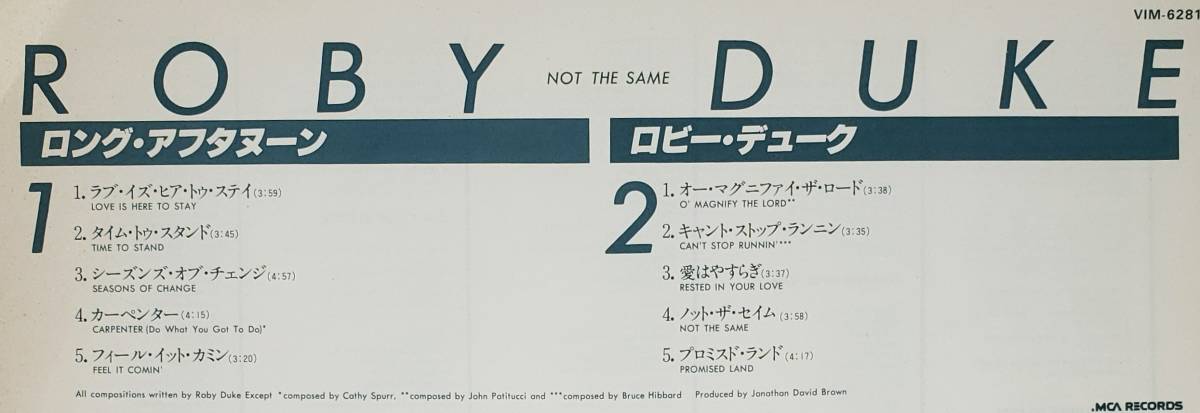 VIM-6281
ROBY NOT THE SAME DUKE
ロング・アフタヌーン
ロビー・デューク
1
1. ラブ・イズ・ヒア・トゥ・ステイ(3:59)
LOVE IS HERE TO STAY
2. タイム・トゥ・スタンド(3:45)
TIME TO STAND
3. シーズンズ・オブ・チェンジ(4:57)
SEASONS OF CHANGE
4. カーペンター(4:15)
CARPENTER (Do What You Got To Do)*
5. フィール・イット・カミン(3:20)
FEEL IT COMIN'
2
1. オー・マグニファイ・ザ・ロード(3:38)
O' MAGNIFY THE LORD**
2. キャント・ストップ・ランニン(3:35)
CAN'T STOP RUNNIN'***
3. 愛はやすらぎ(3:37)
RESTED IN YOUR LOVE
4. ノット・ザ・セイム(3:58)
NOT THE SAME
5. プロミスド・ランド(4:17)
PROMISED LAND
All compositions written by Roby Duke Except *composed by Cathy Spurr, **composed by John Patitucci and ***composed by Bruce Hibbard Produced by Jonathan David Brown
.MCA RECORDS